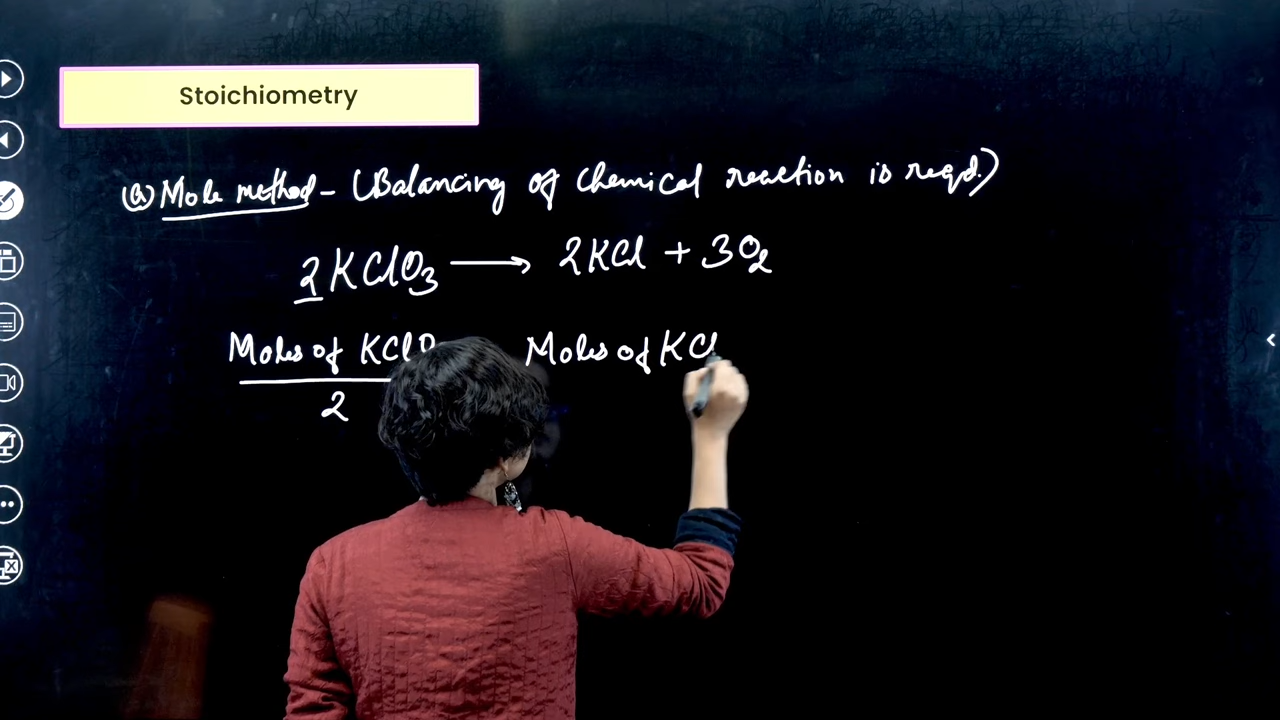 Stoichiometry
(a) Mole method - (Balancing of chemical reaction is reqd.)
2KClO3 ⟶ 2KCl + 3O2
Moles of KClO Moles of KCl
2